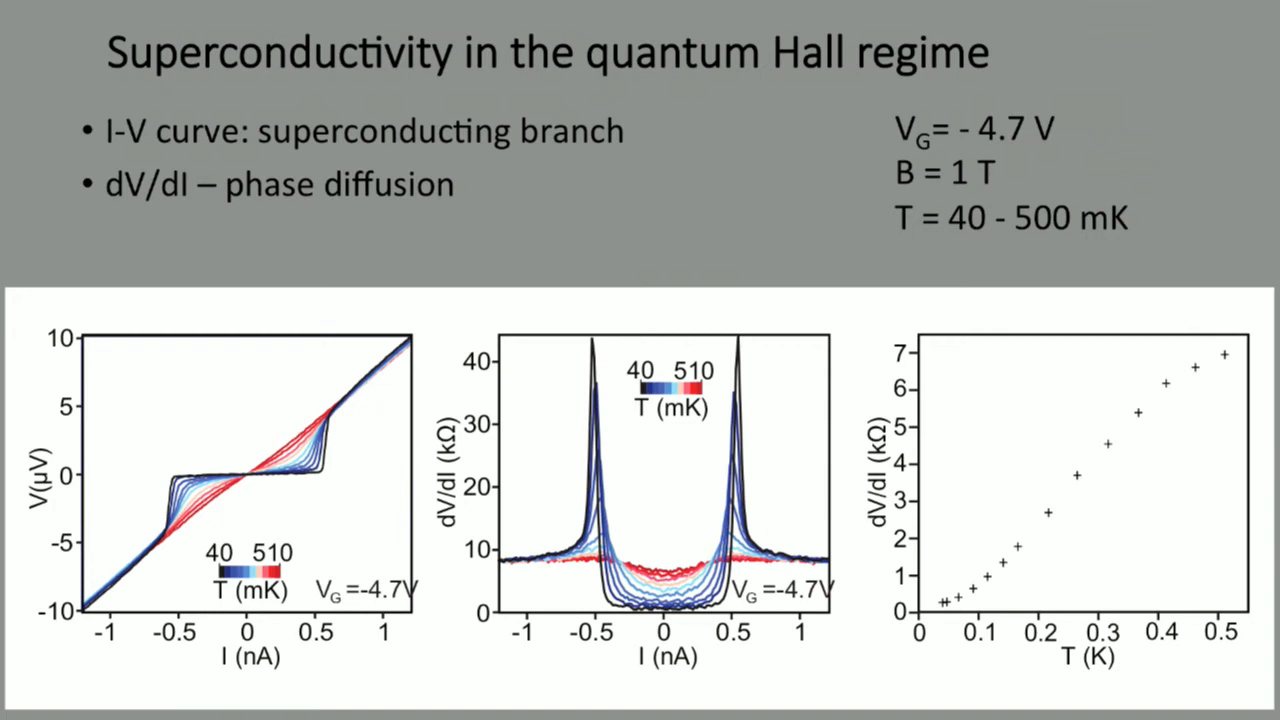 Superconductivity in the quantum Hall regime
• I-V curve: superconducting branch
• dV/dI – phase diffusion
V_G= - 4.7 V
B = 1 T
T = 40 - 500 mK
10
5
0
-5
-10
V(μV)
40 510
T (mK)
V_G =-4.7V
-1 -0.5 0 0.5 1
I (nA)
40
30
20
10
0
dV/dI (kΩ)
40 510
T (mK)
V_G =-4.7V
-1 -0.5 0 0.5 1
I (nA)
7
6
5
4
3
2
1
0
dV/dI (kΩ)
0 0.1 0.2 0.3 0.4 0.5
T (K)